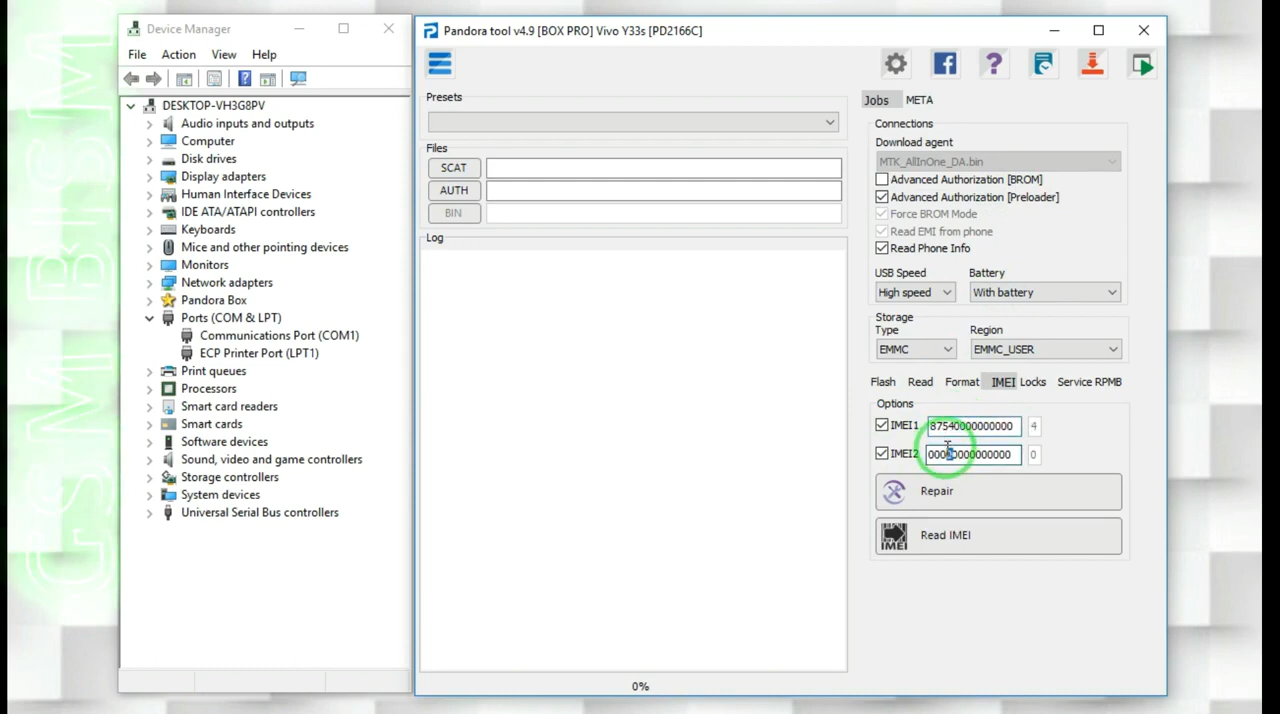 Device Manager
File Action View Help
DESKTOP-VH3G8PV
Audio inputs and outputs
Computer
Disk drives
Display adapters
Human Interface Devices
IDE ATA/ATAPI controllers
Keyboards
Mice and other pointing devices
Monitors
Network adapters
Pandora Box
Ports (COM & LPT)
Communications Port (COM1)
ECP Printer Port (LPT1)
Print queues
Processors
Smart card readers
Smart cards
Software devices
Sound, video and game controllers
Storage controllers
System devices
Universal Serial Bus controllers
Pandora tool v4.9 [BOX PRO] Vivo Y33s [PD2166C]
Presets
Files
SCAT
AUTH
BIN
Log
0%
Jobs META
Connections
Download agent
MTK_AllInOne_DA.bin
Advanced Authorization [BROM]
Advanced Authorization [Preloader]
Force BROM Mode
Read EMI from phone
Read Phone Info
USB Speed Battery
High speed With battery
Storage
Type Region
EMMC EMMC_USER
Flash Read Format IMEI Locks Service RPMB
Options
IMEI1 87540000000000 4
IMEI2 00000000000000 0
Repair
IMEI Read IMEI
GSM BISM